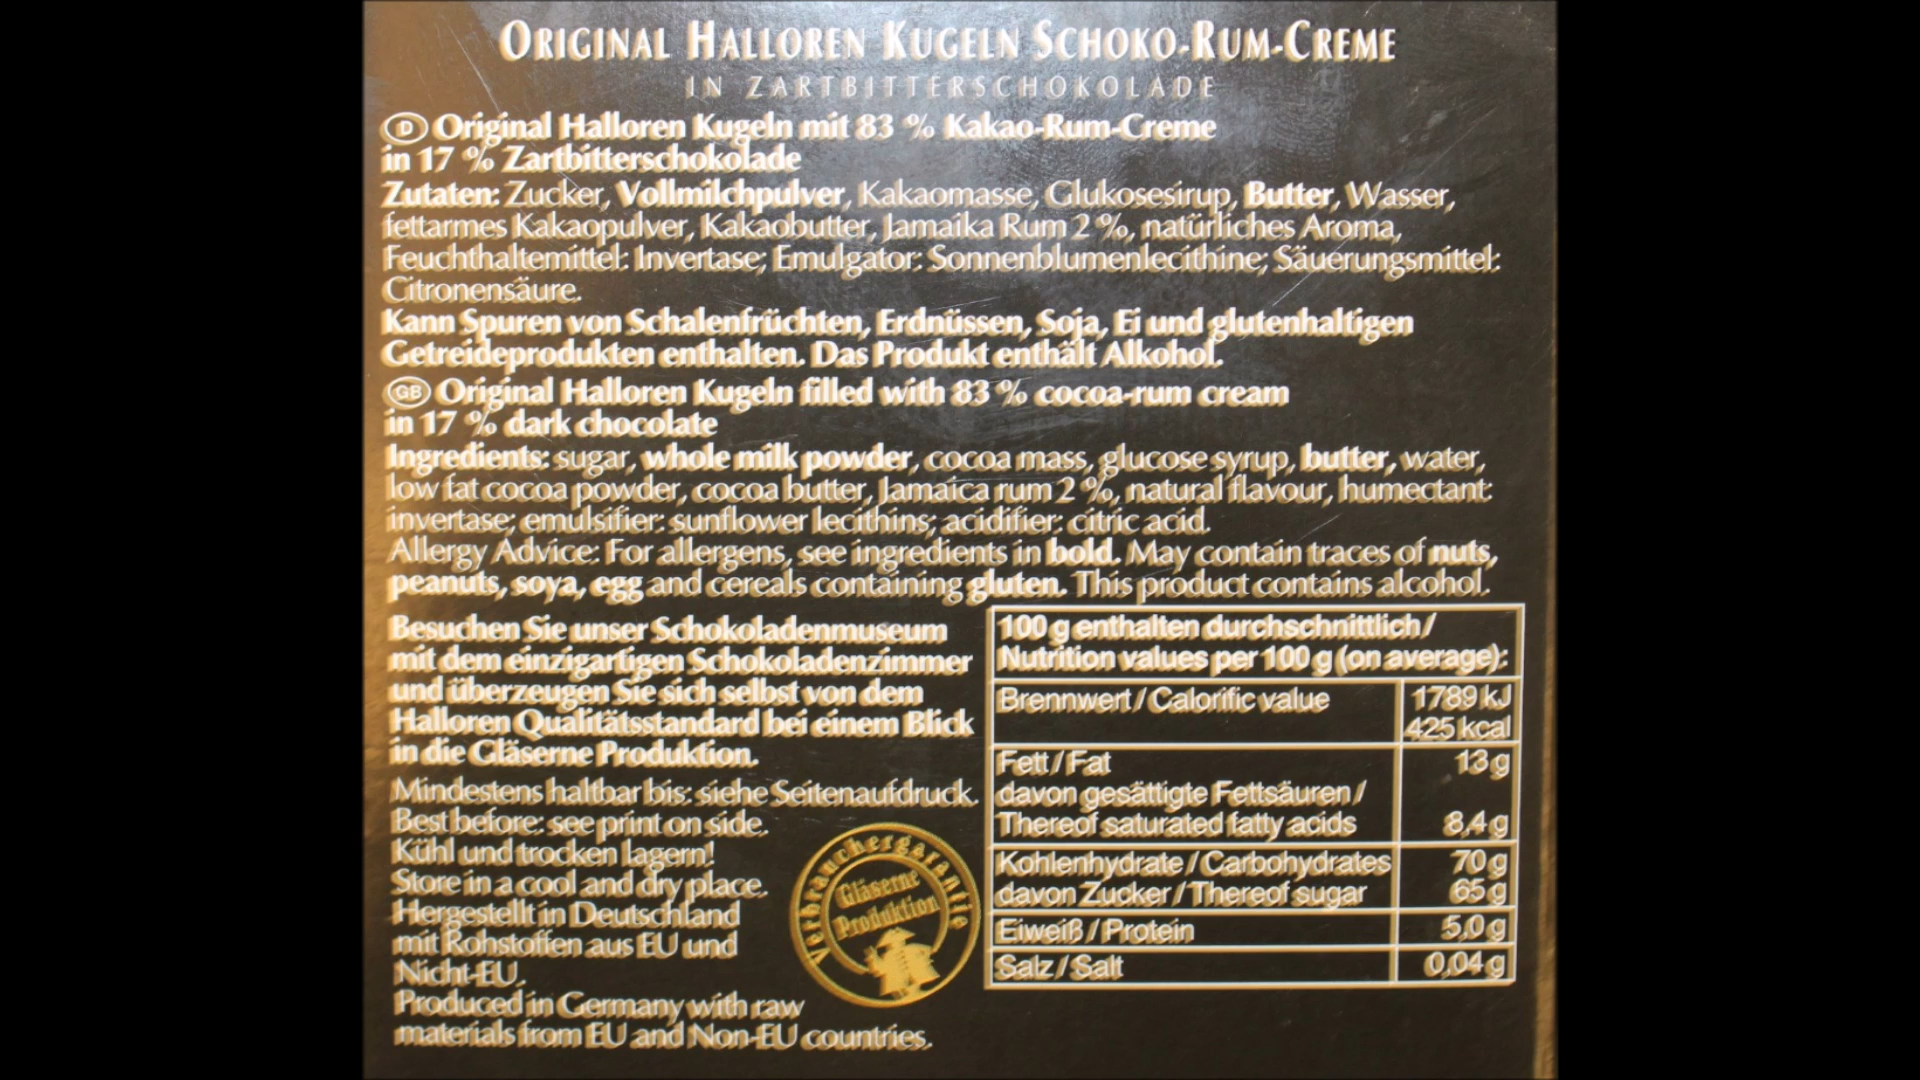 ORIGINAL HALLOREN KUGELN SCHOKO-RUM-CREME
IN ZARTBITTERSCHOKOLADE
D Original Halloren Kugeln mit 83 % Kakao-Rum-Creme
in 17 % Zartbitterschokolade
Zutaten: Zucker, Vollmilchpulver, Kakaomasse, Glukosesirup, Butter, Wasser,
fettarmes Kakaopulver, Kakaobutter, Jamaika Rum 2 %, natürliches Aroma,
Feuchthaltemittel: Invertase; Emulgator: Sonnenblumenlecithine; Säuerungsmittel:
Citronensäure.
Kann Spuren von Schalenfrüchten, Erdnüssen, Soja, Ei und glutenhaltigen
Getreideprodukten enthalten. Das Produkt enthält Alkohol.
GB Original Halloren Kugeln filled with 83 % cocoa-rum cream
in 17 % dark chocolate
Ingredients: sugar, whole milk powder, cocoa mass, glucose syrup, butter, water,
low fat cocoa powder, cocoa butter, Jamaica rum 2 %, natural flavour, humectant:
invertase; emulsifier: sunflower lecithins; acidifier: citric acid.
Allergy Advice: For allergens, see ingredients in bold. May contain traces of nuts,
peanuts, soya, egg and cereals containing gluten. This product contains alcohol.
Besuchen Sie unser Schokoladenmuseum
mit dem einzigartigen Schokoladenzimmer
und überzeugen Sie sich selbst von dem
Halloren Qualitätsstandard bei einem Blick
in die Gläserne Produktion.
Mindestens haltbar bis: siehe Seitenaufdruck.
Best before: see print on side.
Kühl und trocken lagern!
Store in a cool and dry place.
Hergestellt in Deutschland
mit Rohstoffen aus EU und
Nicht-EU.
Produced in Germany with raw
materials from EU and Non-EU countries.
Verbrauchergarantie
Gläserne
Produktion
100 g enthalten durchschnittlich /
Nutrition values per 100 g (on average):
Brennwert / Calorific value 1789 kJ
425 kcal
Fett / Fat 13 g
davon gesättigte Fettsäuren /
Thereof saturated fatty acids 8,4 g
Kohlenhydrate / Carbohydrates 70 g
davon Zucker / Thereof sugar 65 g
Eiweiß / Protein 5,0 g
Salz / Salt 0,04 g